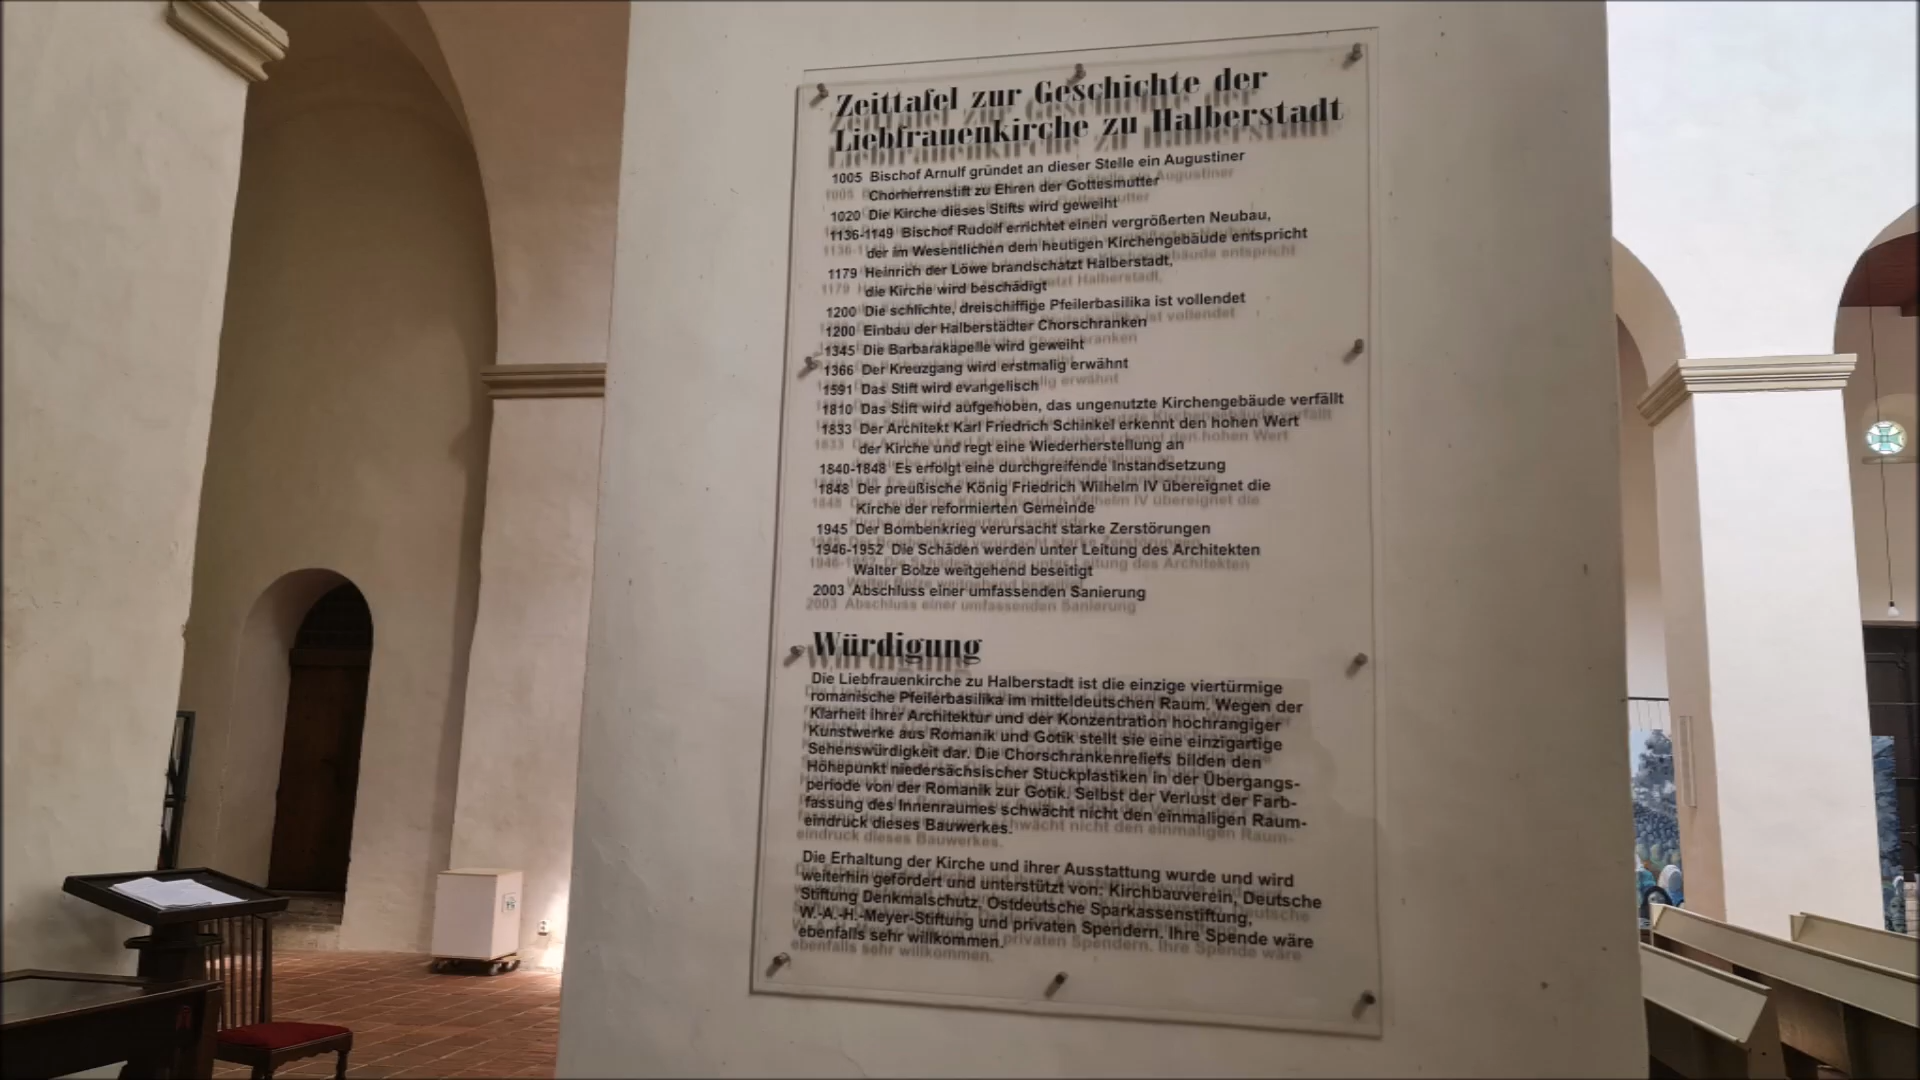 Zeittafel zur Geschichte der
Liebfrauenkirche zu Halberstadt
1005 Bischof Arnulf gründet an dieser Stelle ein Augustiner
Chorherrenstift zu Ehren der Gottesmutter
1020 Die Kirche dieses Stifts wird geweiht
1136-1149 Bischof Rudolf errichtet einen vergrößerten Neubau,
der im Wesentlichen dem heutigen Kirchengebäude entspricht
1179 Heinrich der Löwe brandschatzt Halberstadt,
die Kirche wird beschädigt
1200 Die schlichte, dreischiffige Pfeilerbasilika ist vollendet
1200 Einbau der Halberstädter Chorschranken
1345 Die Barbarakapelle wird geweiht
1366 Der Kreuzgang wird erstmalig erwähnt
1591 Das Stift wird evangelisch
1810 Das Stift wird aufgehoben, das ungenutzte Kirchengebäude verfällt
1833 Der Architekt Karl Friedrich Schinkel erkennt den hohen Wert
der Kirche und regt eine Wiederherstellung an
1840-1848 Es erfolgt eine durchgreifende Instandsetzung
1848 Der preußische König Friedrich Wilhelm IV übereignet die
Kirche der reformierten Gemeinde
1945 Der Bombenkrieg verursacht starke Zerstörungen
1946-1952 Die Schäden werden unter Leitung des Architekten
Walter Bolze weitgehend beseitigt
2003 Abschluss einer umfassenden Sanierung
Würdigung
Die Liebfrauenkirche zu Halberstadt ist die einzige viertürmige
romanische Pfeilerbasilika im mitteldeutschen Raum. Wegen der
Klarheit ihrer Architektur und der Konzentration hochrangiger
Kunstwerke aus Romanik und Gotik stellt sie eine einzigartige
Sehenswürdigkeit dar. Die Chorschrankenreliefs bilden den
Höhepunkt niedersächsischer Stuckplastiken in der Übergangs-
periode von der Romanik zur Gotik. Selbst der Verlust der Farb-
fassung des Innenraumes schwächt nicht den einmaligen Raum-
eindruck dieses Bauwerkes.
Die Erhaltung der Kirche und ihrer Ausstattung wurde und wird
weiterhin gefördert und unterstützt von: Kirchbauverein, Deutsche
Stiftung Denkmalschutz, Ostdeutsche Sparkassenstiftung,
W.-A.-H.-Meyer-Stiftung und privaten Spendern. Ihre Spende wäre
ebenfalls sehr willkommen.